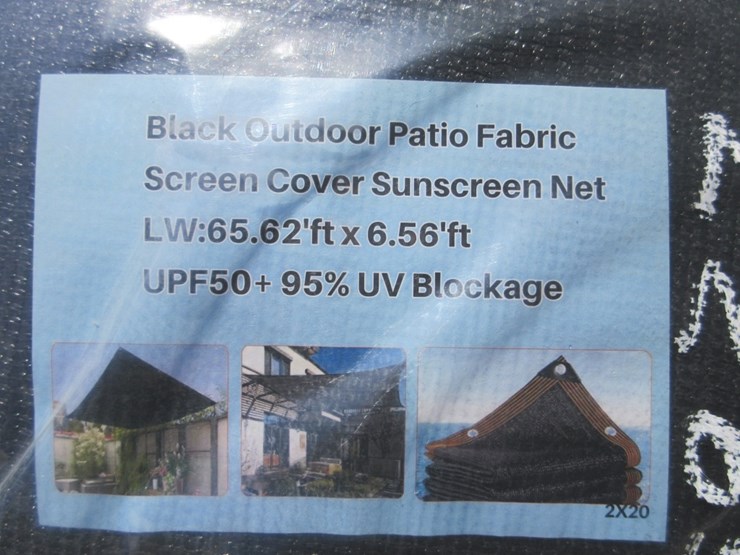 Black Outdoor Patio Fabric
Screen Cover Sunscreen Net
LW:65.62'ft x 6.56'ft
UPF50+ 95% UV Blockage
2X20